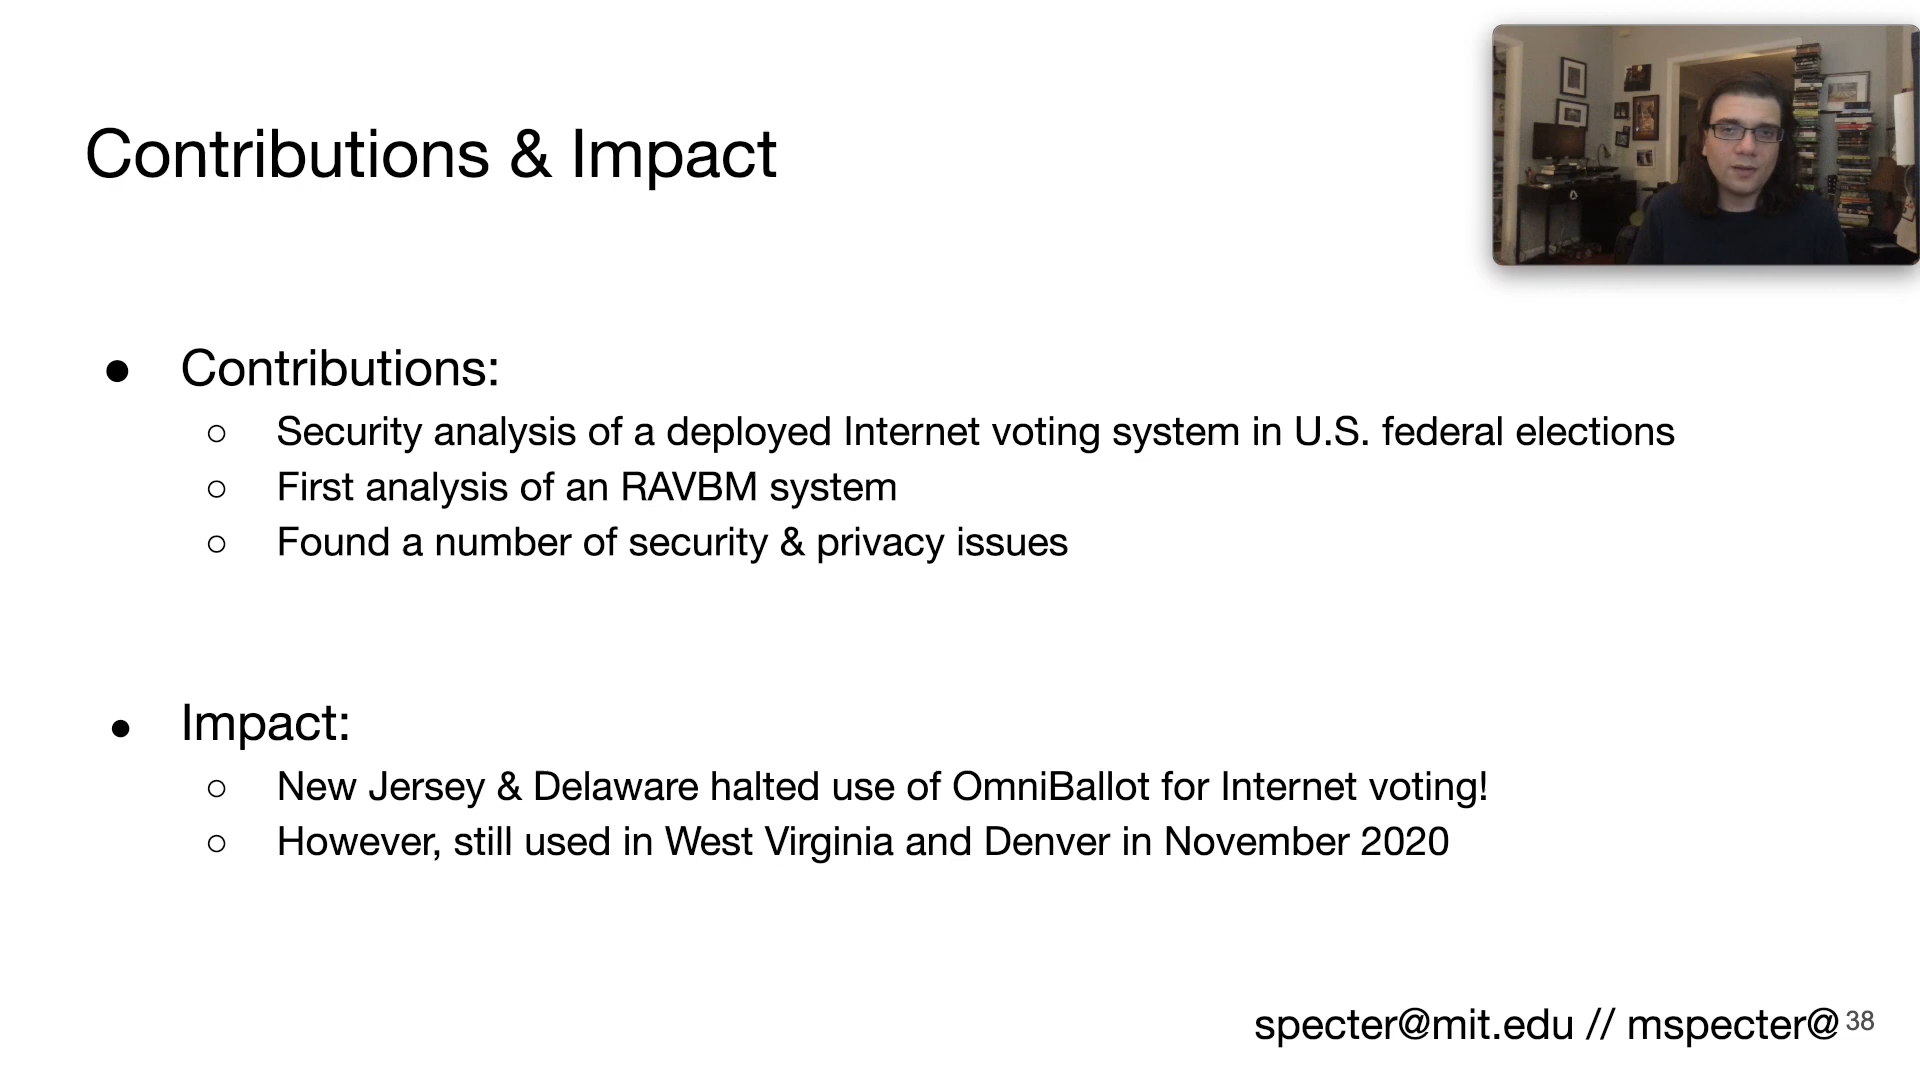 Contributions & Impact
● Contributions:
○ Security analysis of a deployed Internet voting system in U.S. federal elections
○ First analysis of an RAVBM system
○ Found a number of security & privacy issues
● Impact:
○ New Jersey & Delaware halted use of OmniBallot for Internet voting!
○ However, still used in West Virginia and Denver in November 2020
specter@mit.edu // mspecter@ 38